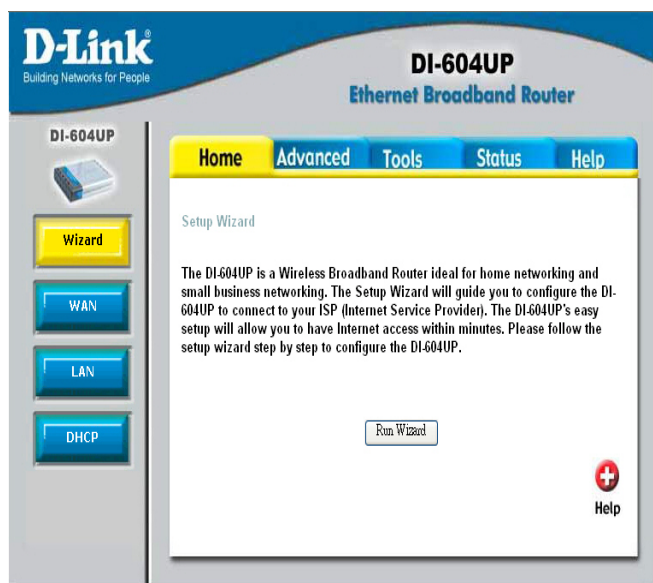 D-Link
Building Networks for People
DI-604UP
Ethernet Broadband Router
DI-604UP
Home Advanced Tools Status Help
Wizard
WAN
LAN
DHCP
Setup Wizard
The DI-604UP is a Wireless Broadband Router ideal for home networking and
small business networking. The Setup Wizard will guide you to configure the DI-
604UP to connect to your ISP (Internet Service Provider). The DI-604UP's easy
setup will allow you to have Internet access within minutes. Please follow the
setup wizard step by step to configure the DI-604UP.
Run Wizard
Help